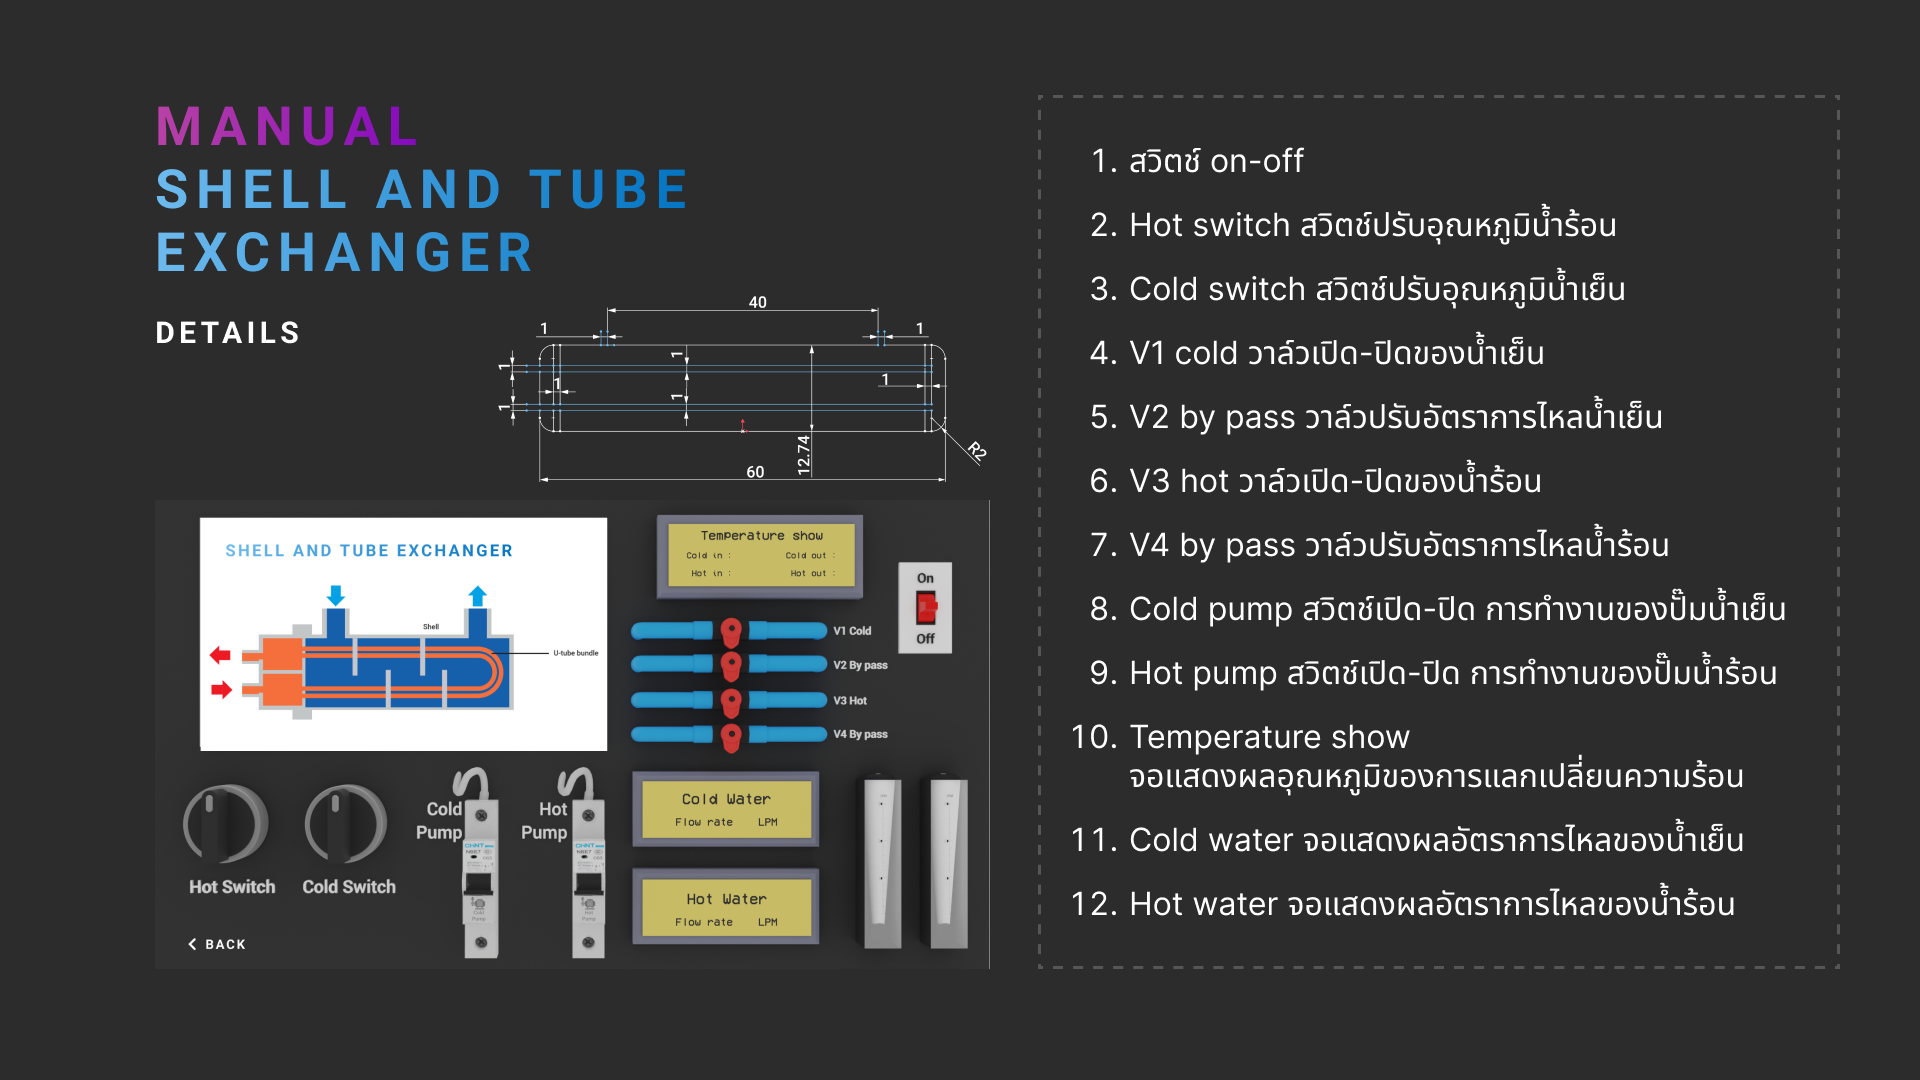 MANUAL
SHELL AND TUBE
EXCHANGER
DETAILS
40
1
1
1
1
1
1
1
1
12.74
60
R2
SHELL AND TUBE EXCHANGER
Shell
U-tube bundle
Temperature show
Cold in : Cold out :
Hot in : Hot out :
On
Off
V1 Cold
V2 By pass
V3 Hot
V4 By pass
Hot Switch
Cold Switch
Cold
Pump
CHNT
NBE7
Cold
Pump
Hot
Pump
CHNT
NBE7
Hot
Pump
Cold Water
Flow rate LPM
Hot Water
Flow rate LPM
BACK
1. สวิตช์ on-off
2. Hot switch สวิตช์ปรับอุณหภูมิน้ำร้อน
3. Cold switch สวิตช์ปรับอุณหภูมิน้ำเย็น
4. V1 cold วาล์วเปิด-ปิดของน้ำเย็น
5. V2 by pass วาล์วปรับอัตราการไหลน้ำเย็น
6. V3 hot วาล์วเปิด-ปิดของน้ำร้อน
7. V4 by pass วาล์วปรับอัตราการไหลน้ำร้อน
8. Cold pump สวิตช์เปิด-ปิด การทำงานของปั๊มน้ำเย็น
9. Hot pump สวิตช์เปิด-ปิด การทำงานของปั๊มน้ำร้อน
10. Temperature show
จอแสดงผลอุณหภูมิของการแลกเปลี่ยนความร้อน
11. Cold water จอแสดงผลอัตราการไหลของน้ำเย็น
12. Hot water จอแสดงผลอัตราการไหลของน้ำร้อน